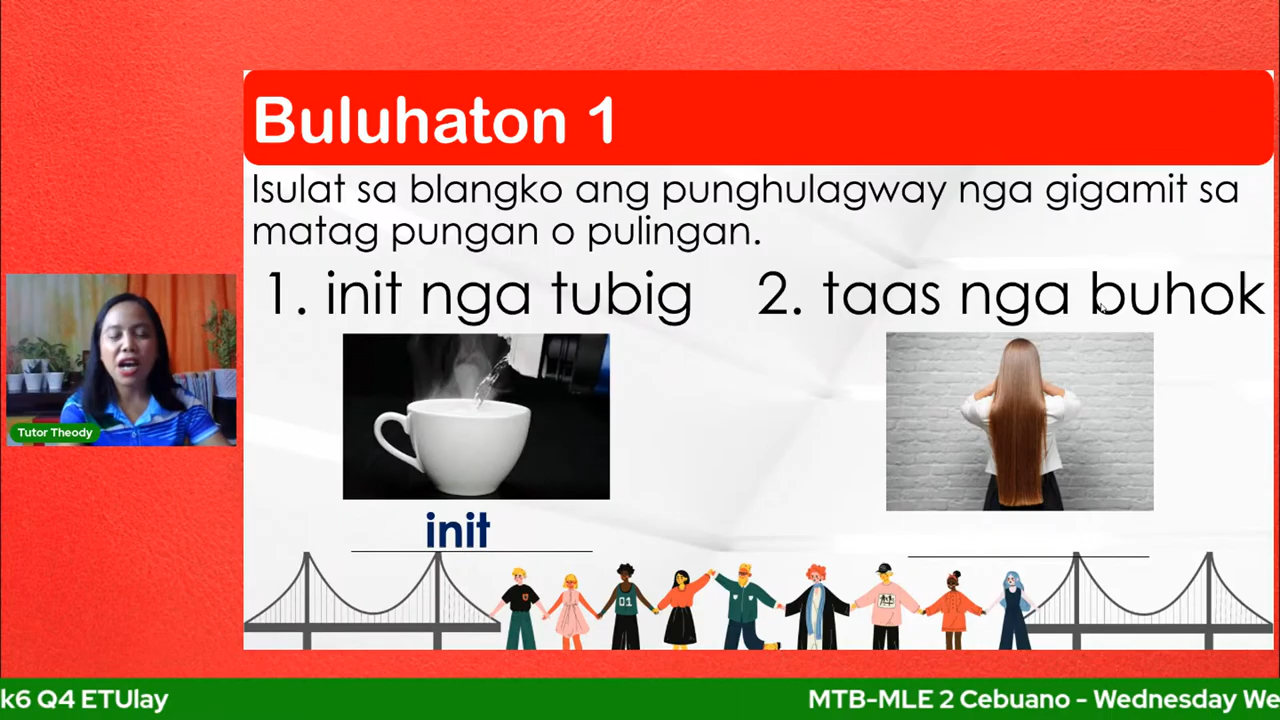 Buluhaton 1
Isulat sa blangko ang punghulagway nga gigamit sa
matag pungan o pulingan.
1. init nga tubig
2. taas nga buhok
init
01
Tutor Theody
k6 Q4 ETUlay
MTB-MLE 2 Cebuano - Wednesday We